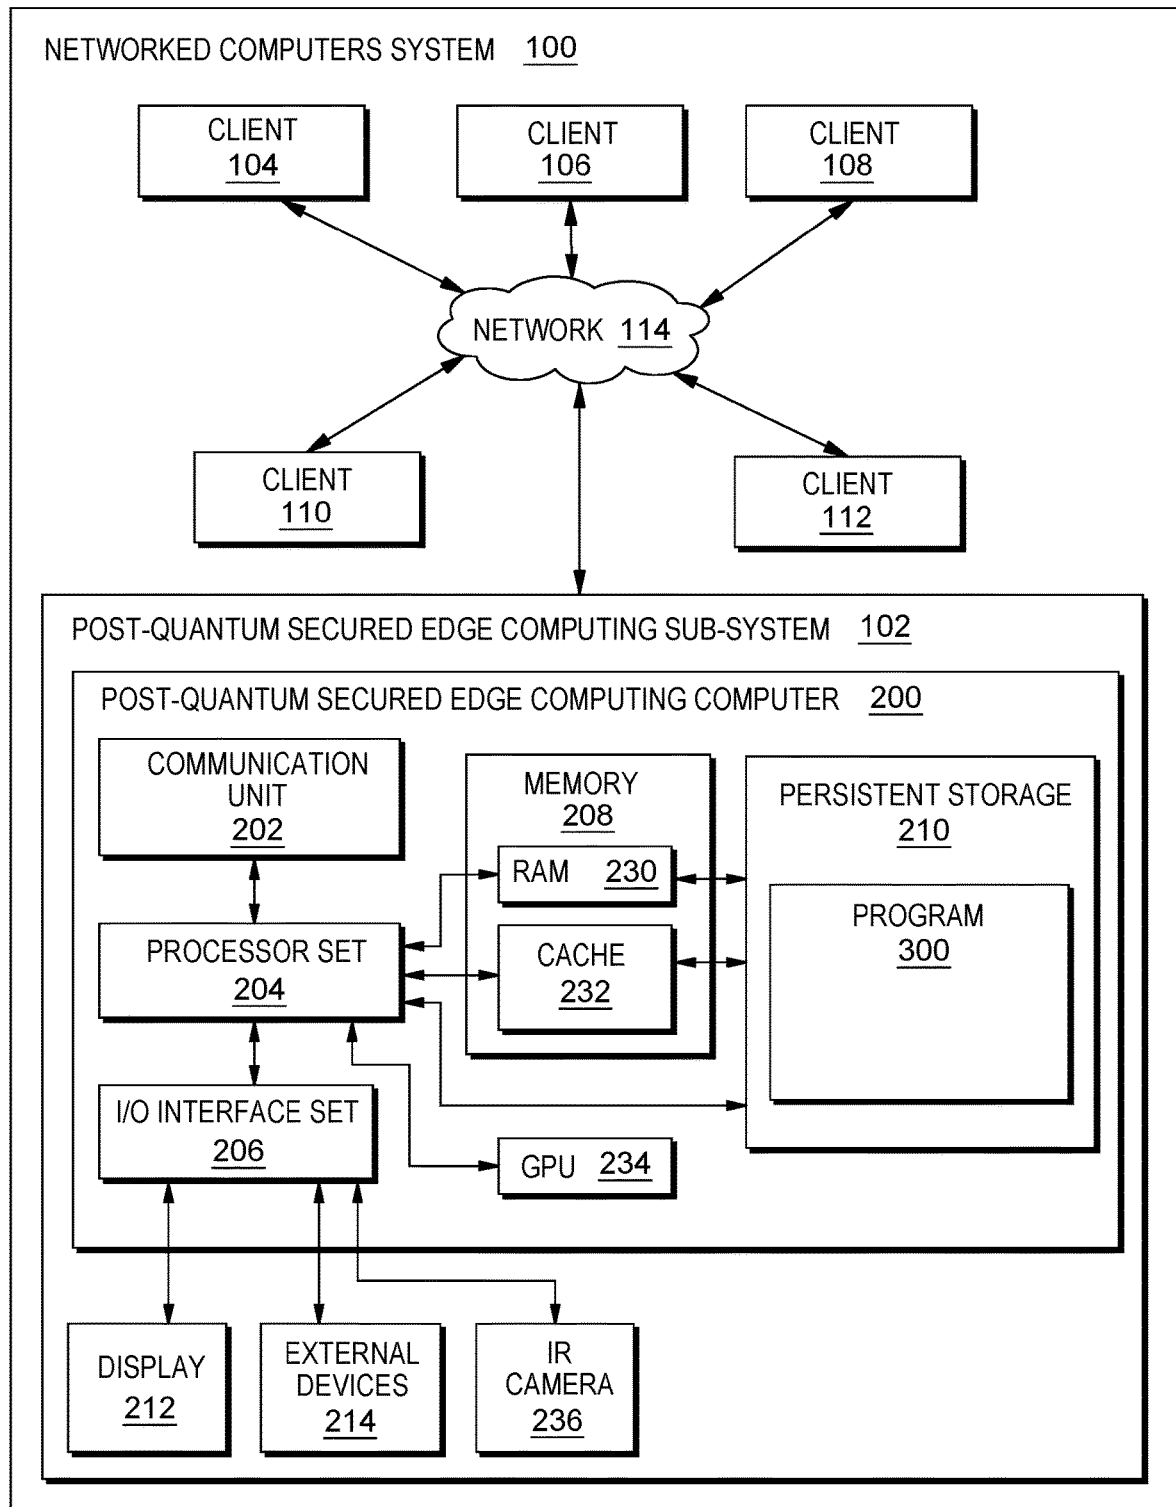 NETWORKED COMPUTERS SYSTEM 100
CLIENT
104
CLIENT
106
CLIENT
108
NETWORK 114
CLIENT
110
CLIENT
112
POST-QUANTUM SECURED EDGE COMPUTING SUB-SYSTEM 102
POST-QUANTUM SECURED EDGE COMPUTING COMPUTER 200
COMMUNICATION
UNIT
202
MEMORY
208
PERSISTENT STORAGE
210
RAM 230
PROGRAM
300
PROCESSOR SET
204
CACHE
232
I/O INTERFACE SET
206
GPU 234
DISPLAY
212
EXTERNAL
DEVICES
214
IR
CAMERA
236